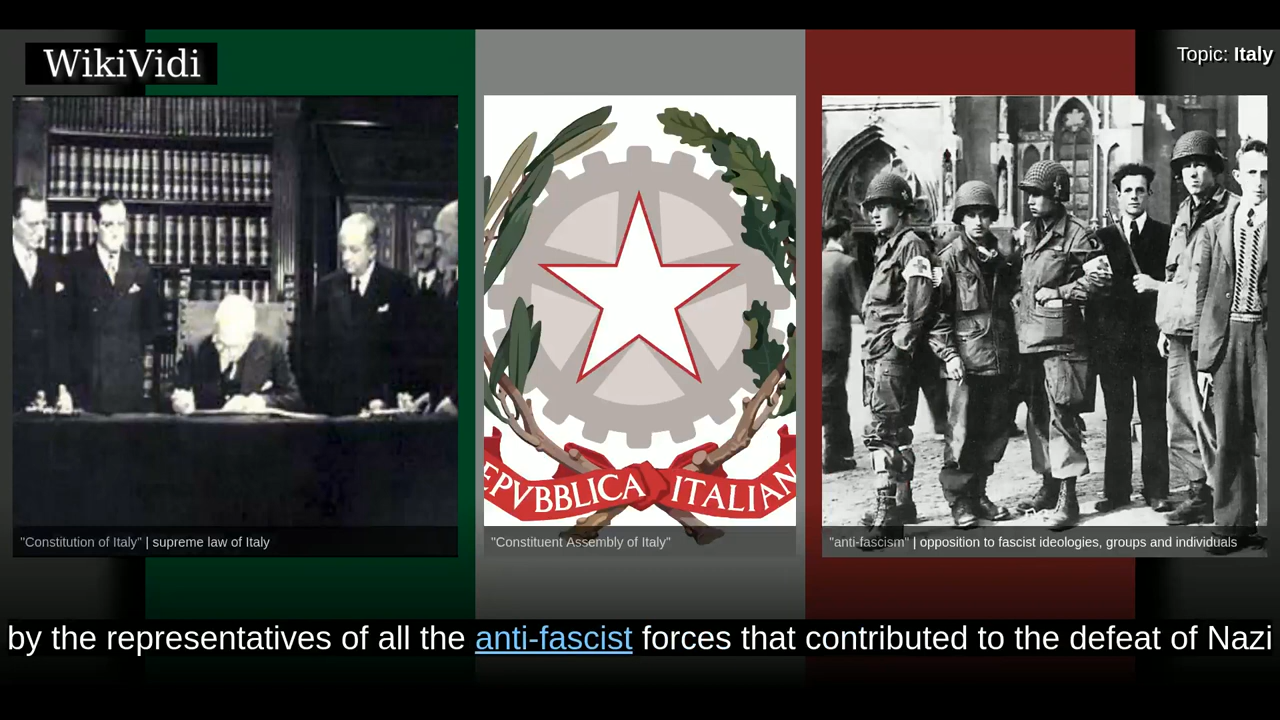 WikiVidi
Topic: Italy
EPVBBLICA ITALIAN
"Constitution of Italy" | supreme law of Italy
"Constituent Assembly of Italy"
"anti-fascism" | opposition to fascist ideologies, groups and individuals
by the representatives of all the anti-fascist forces that contributed to the defeat of Nazi